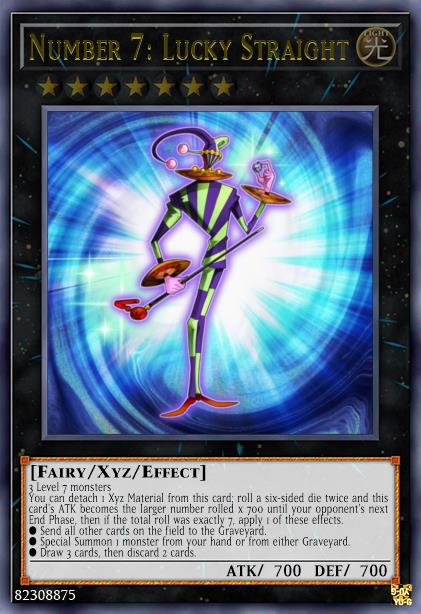 NUMBER 7: LUCKY STRAIGHT
LIGHT
光
[FAIRY/XYZ/EFFECT]
3 Level 7 monsters
You can detach 1 Xyz Material from this card; roll a six-sided die twice and this
card's ATK becomes the larger number rolled x 700 until your opponent's next
End Phase, then if the total roll was exactly 7, apply 1 of these effects.
● Send all other cards on the field to the Graveyard.
● Special Summon 1 monster from your hand or from either Graveyard.
● Draw 3 cards, then discard 2 cards.
ATK/ 700 DEF/ 700
82308875